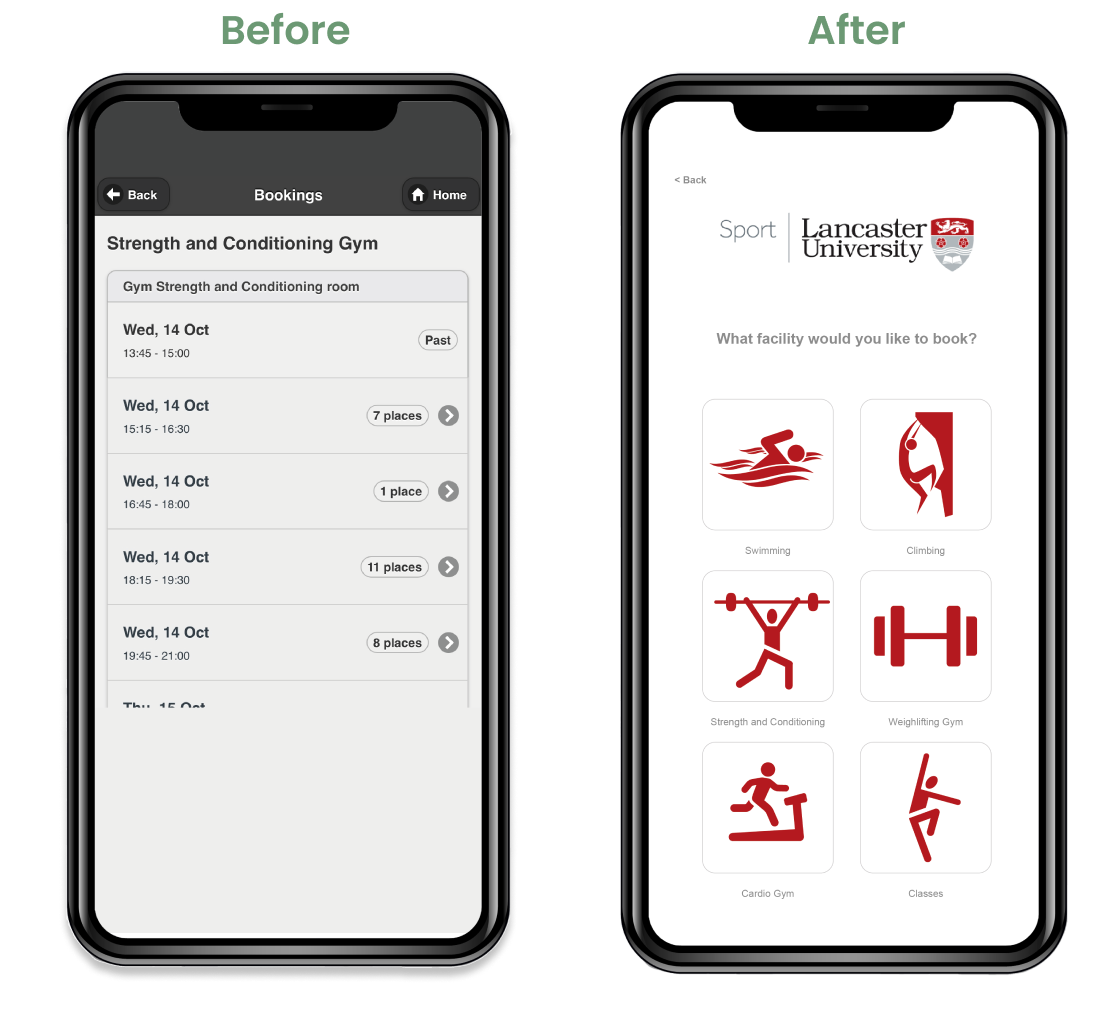 Before
Back
Bookings
Home
Strength and Conditioning Gym
Gym Strength and Conditioning room
Wed, 14 Oct
13:45 - 15:00
Past
Wed, 14 Oct
15:15 - 16:30
7 places
Wed, 14 Oct
16:45 - 18:00
1 place
Wed, 14 Oct
18:15 - 19:30
11 places
Wed, 14 Oct
19:45 - 21:00
8 places
Thu, 15 Oct
After
< Back
Sport
Lancaster
University
What facility would you like to book?
Swimming
Climbing
Strength and Conditioning
Weighlifting Gym
Cardio Gym
Classes